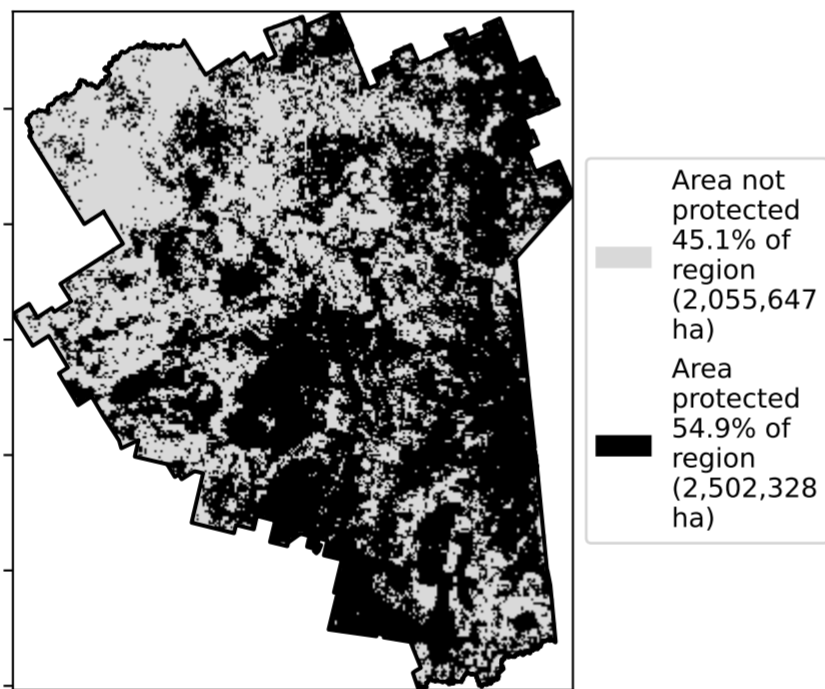 Area not
protected
45.1% of
region
(2,055,647
ha)
Area
protected
54.9% of
region
(2,502,328
ha)